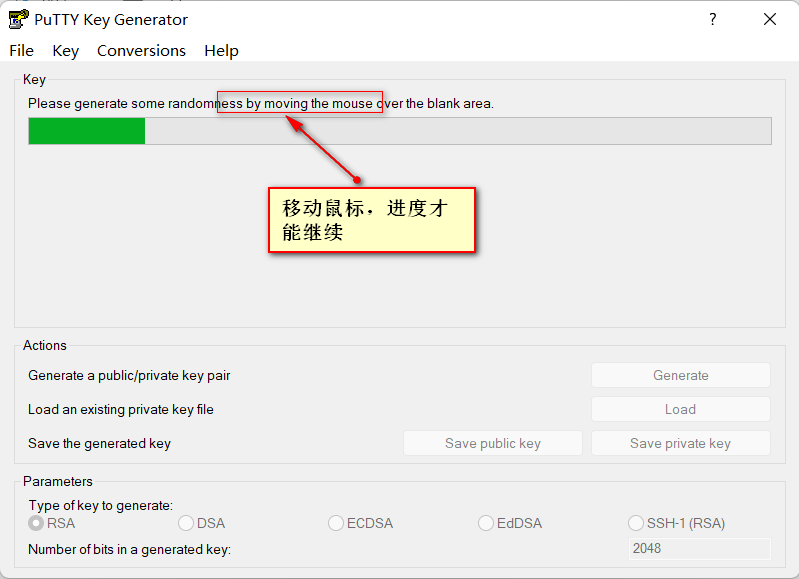 PuTTY Key Generator
?
File Key Conversions Help
Key
Please generate some randomness by moving the mouse over the blank area.
移动鼠标，进度才
能继续
Actions
Generate a public/private key pair
Generate
Load an existing private key file
Load
Save the generated key
Save public key
Save private key
Parameters
Type of key to generate:
RSA
DSA
ECDSA
EdDSA
SSH-1 (RSA)
Number of bits in a generated key:
2048